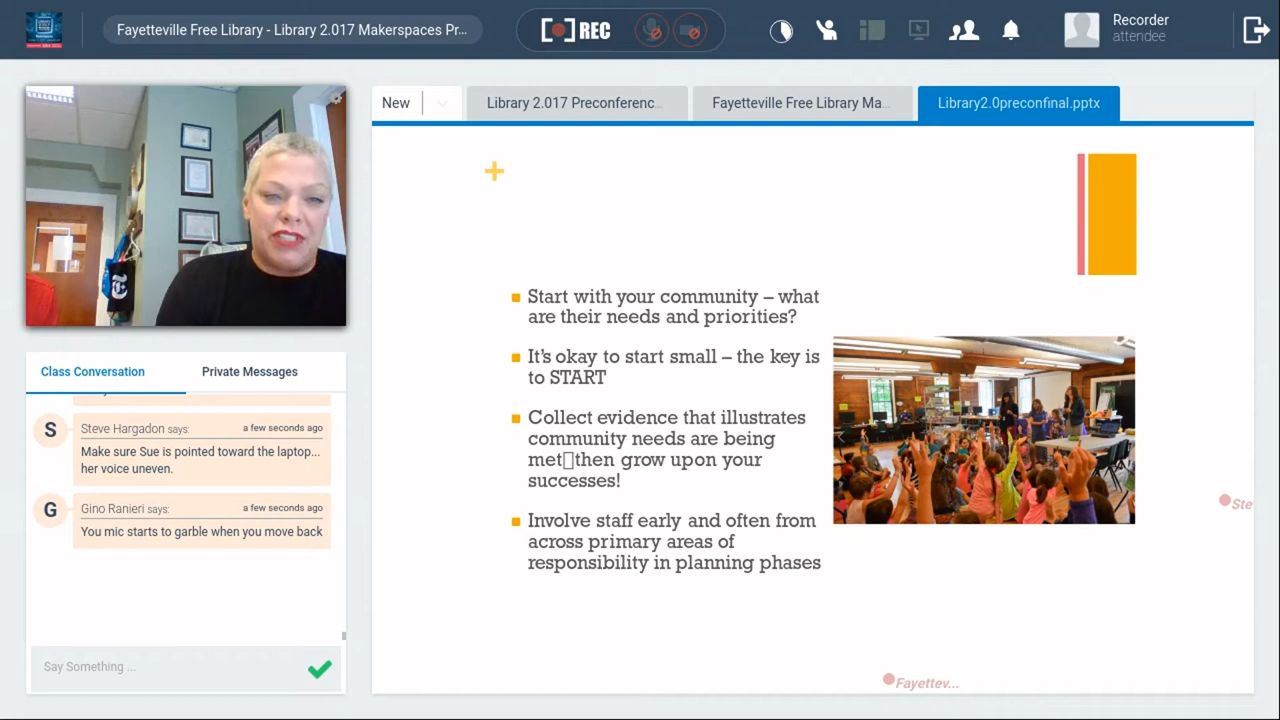 Fayetteville Free Library - Library 2.017 Makerspaces Pr...
REC
Recorder
attendee
New
Library 2.017 Preconferenc...
Fayetteville Free Library Ma...
Library2.0preconfinal.pptx
Class Conversation
Private Messages
S
Steve Hargadon says:
a few seconds ago
Make sure Sue is pointed toward the laptop...
her voice uneven.
G
Gino Ranieri says:
a few seconds ago
You mic starts to garble when you move back
Say Something ...
+
Start with your community – what
are their needs and priorities?
It's okay to start small – the key is
to START
Collect evidence that illustrates
community needs are being
met▯then grow upon your
successes!
Involve staff early and often from
across primary areas of
responsibility in planning phases
Ste
Fayettev...